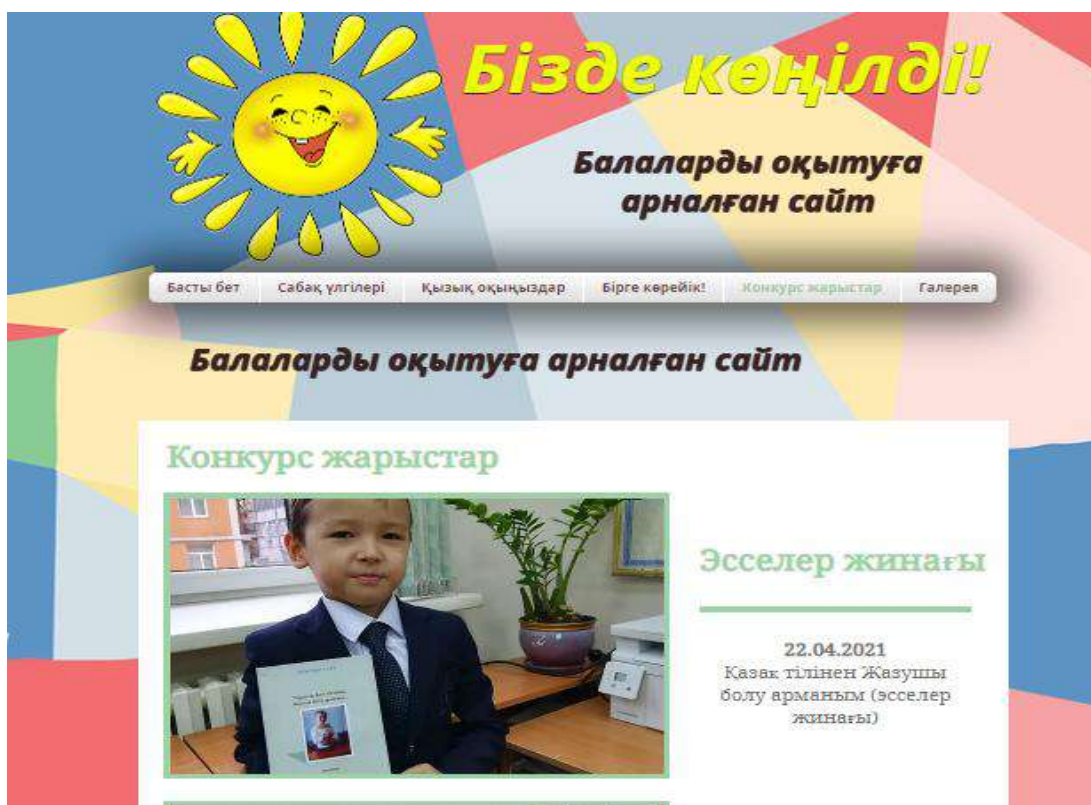 Бізде көңілді!
Балаларды оқытуға
арналған сайт
Басты бет Сабақ үлгілері Қызық оқыңыздар Бірге көрейік! Конкурс жарыстар Галерея
Балаларды оқытуға арналған сайт
Конкурс жарыстар
Эсселер жинағы
22.04.2021
Қазақ тілінен Жазушы
болу арманым (эсселер
жинағы)